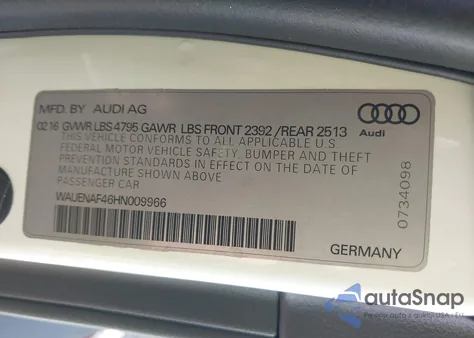 MFD. BY AUDI AG
02 16 GVWR LBS 4795 GAWR LBS FRONT 2392 /REAR 2513
THIS VEHICLE CONFORMS TO ALL APPLICABLE U.S
FEDERAL MOTOR VEHICLE SAFETY, BUMPER AND THEFT
PREVENTION STANDARDS IN EFFECT ON THE DATE OF
MANUFACTURE SHOWN ABOVE
PASSENGER CAR
WAUENAF46HN009966
Audi
0734098
GERMANY
autoSnap